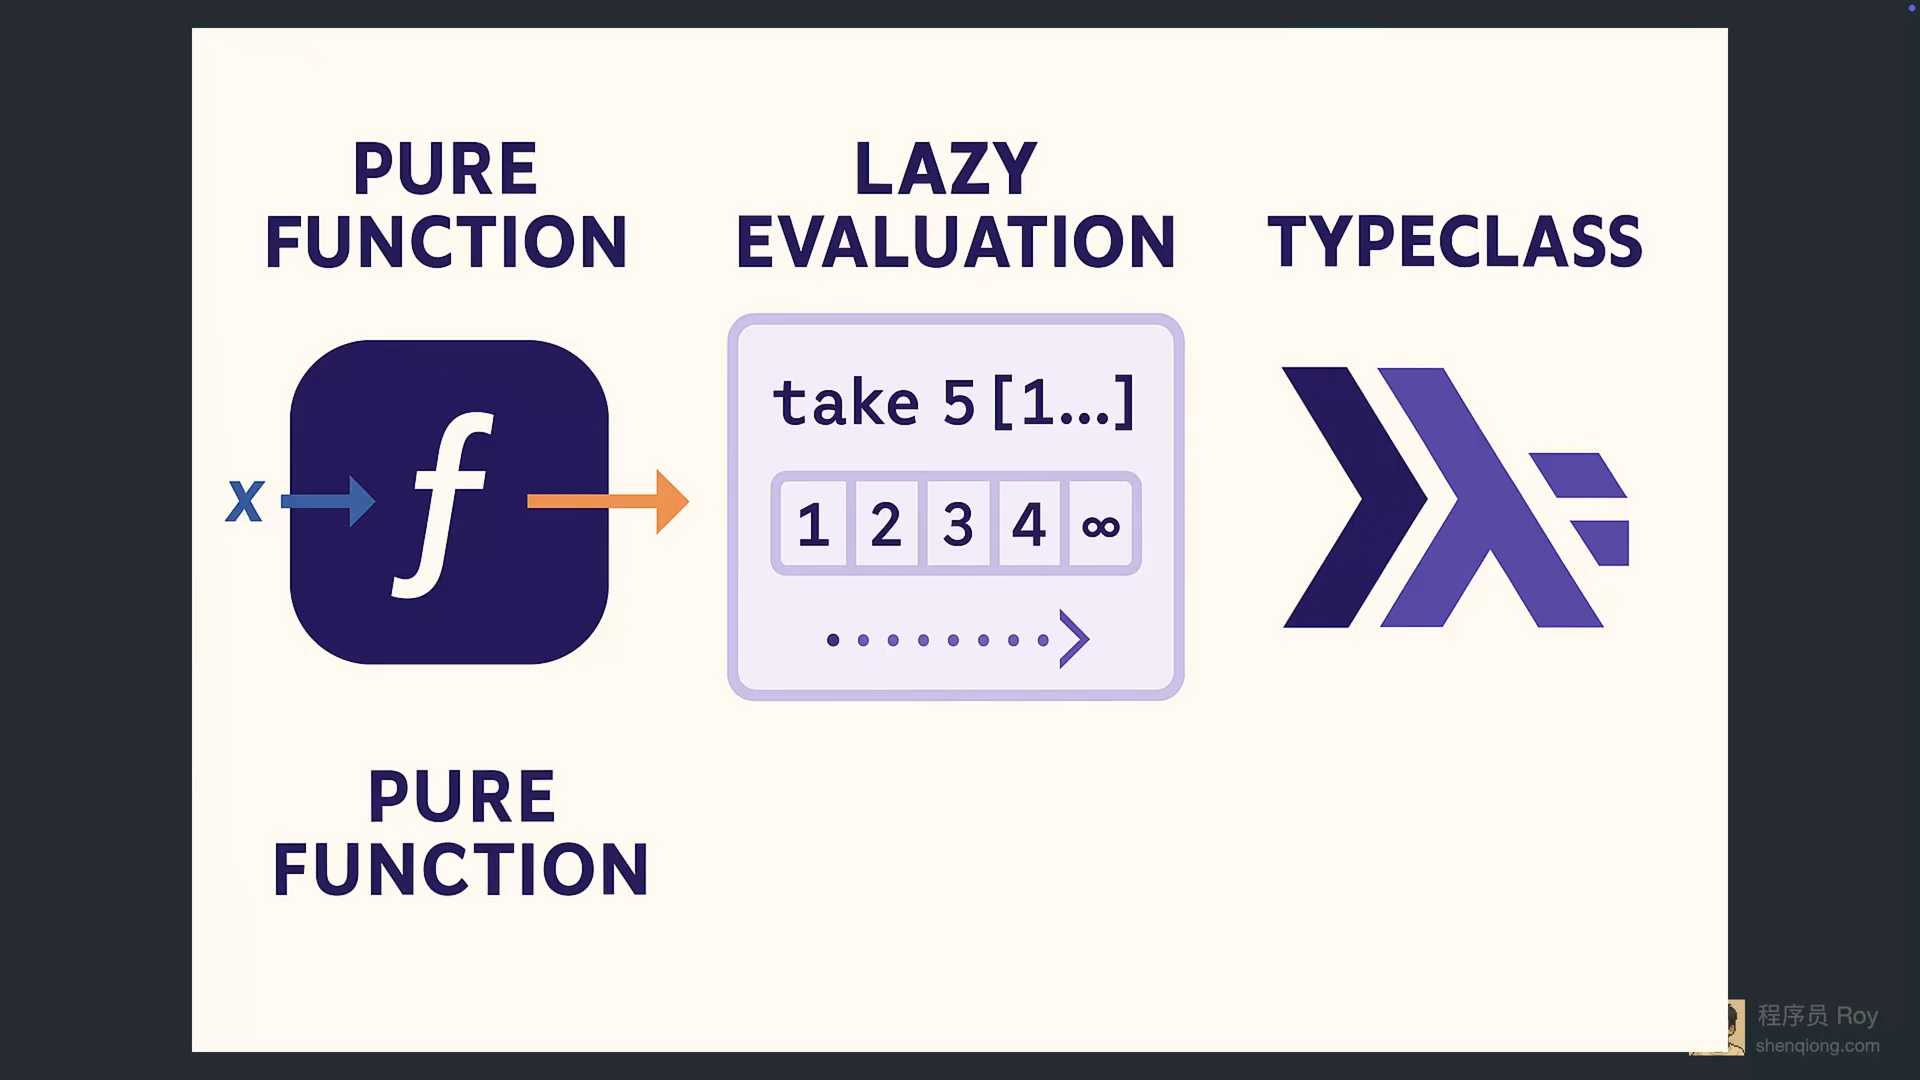 PURE
FUNCTION
LAZY
EVALUATION
TYPECLASS
x
f
take 5 [1...]
1 2 3 4 ∞
PURE
FUNCTION
程序员 Roy
shenqiong.com